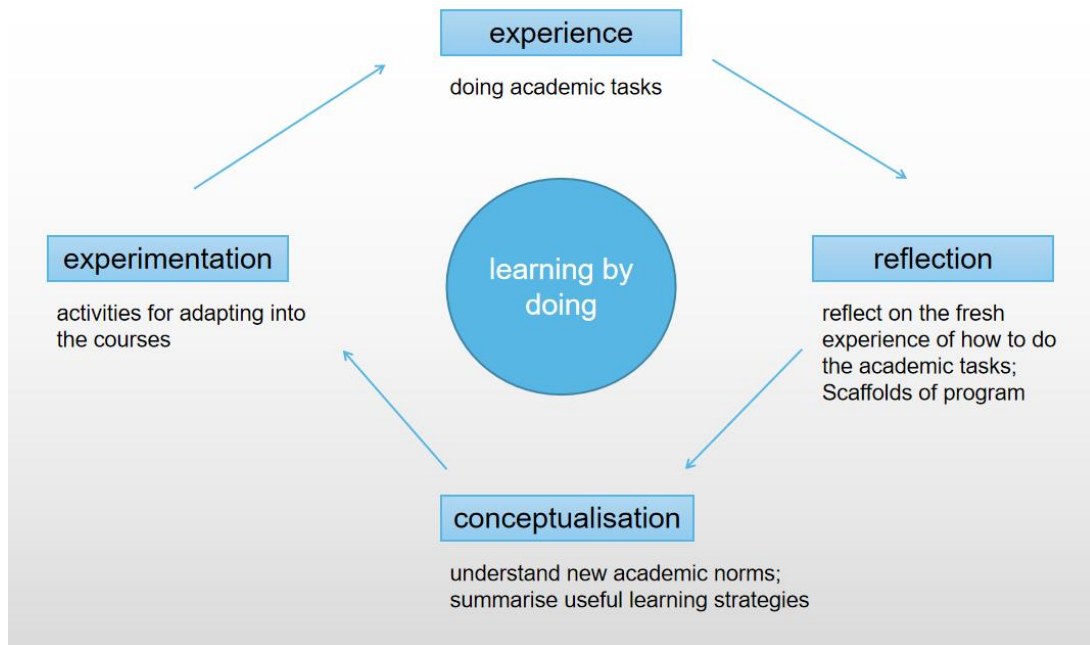 experience
doing academic tasks
learning by
doing
experimentation
activities for adapting into
the courses
reflection
reflect on the fresh
experience of how to do
the academic tasks;
Scaffolds of program
conceptualisation
understand new academic norms;
summarise useful learning strategies